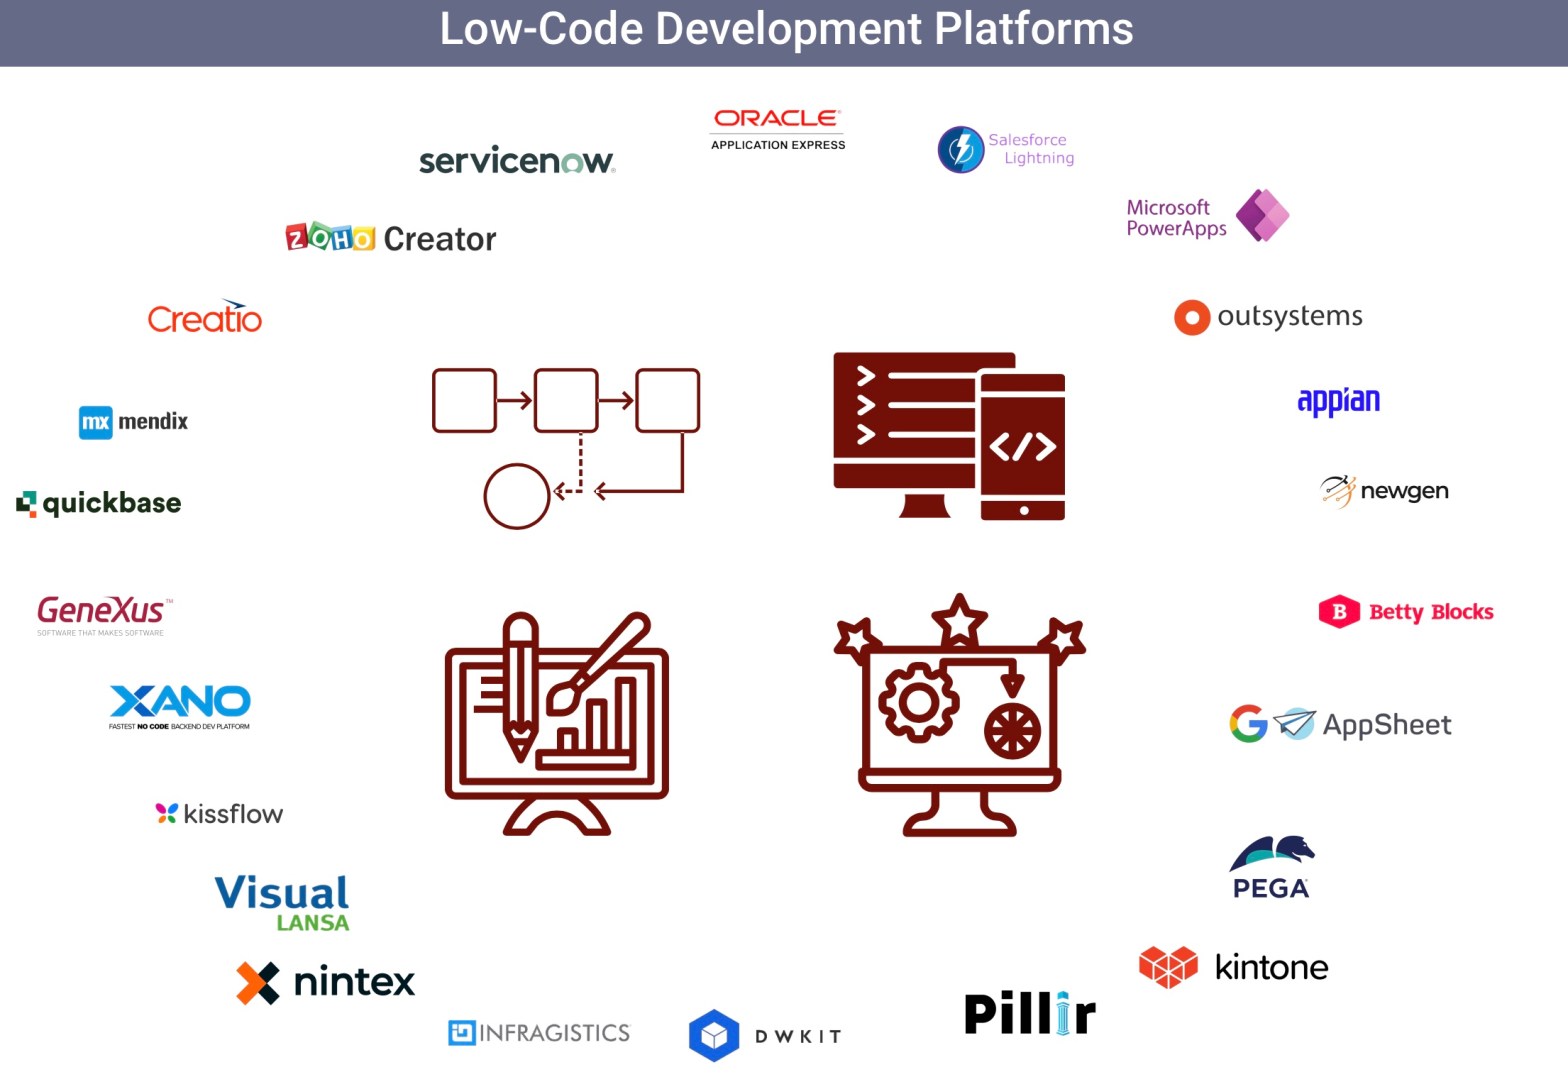 Low-Code Development Platforms
ORACLE
APPLICATION EXPRESS
servicenow
Salesforce
Lightning
Microsoft
PowerApps
ZOHO Creator
Creatio
outsystems
appian
</>
mx mendix
newgen
quickbase
GeneXus™
SOFTWARE THAT MAKES SOFTWARE
B Betty Blocks
XANO
FASTEST NO CODE BACKEND DEV PLATFORM
G AppSheet
kissflow
PEGA
Visual
LANSA
nintex
kintone
Pillir
INFRAGISTICS
DWKIT